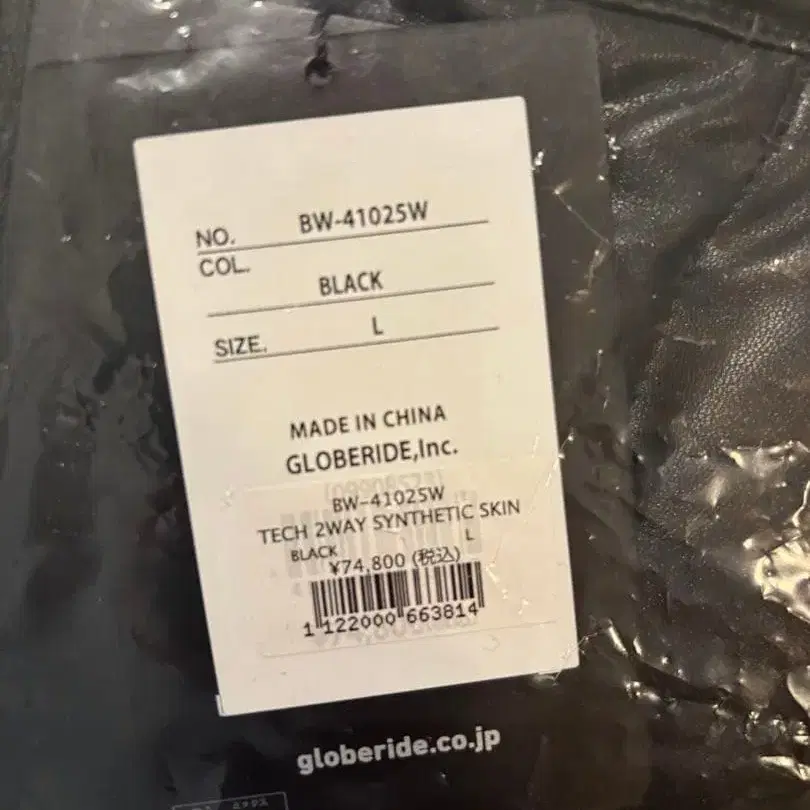 NO. BW-41025W
COL.
BLACK
SIZE. L
MADE IN CHINA
GLOBERIDE,Inc.
BW-41025W
TECH 2WAY SYNTHETIC SKIN
BLACK L
¥74,800 (税込)
1 122000 663814
globeride.co.jp